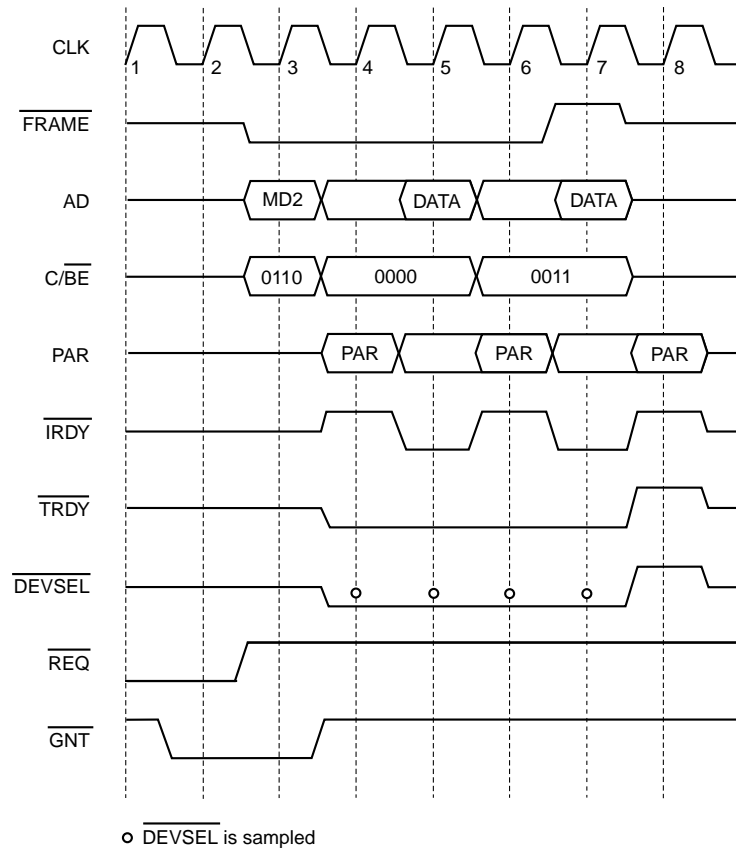 CLK
1 2 3 4 5 6 7 8
FRAME
AD MD2 DATA DATA
C/BE 0110 0000 0011
PAR PAR PAR PAR
IRDY
TRDY
DEVSEL
REQ
GNT
DEVSEL is sampled